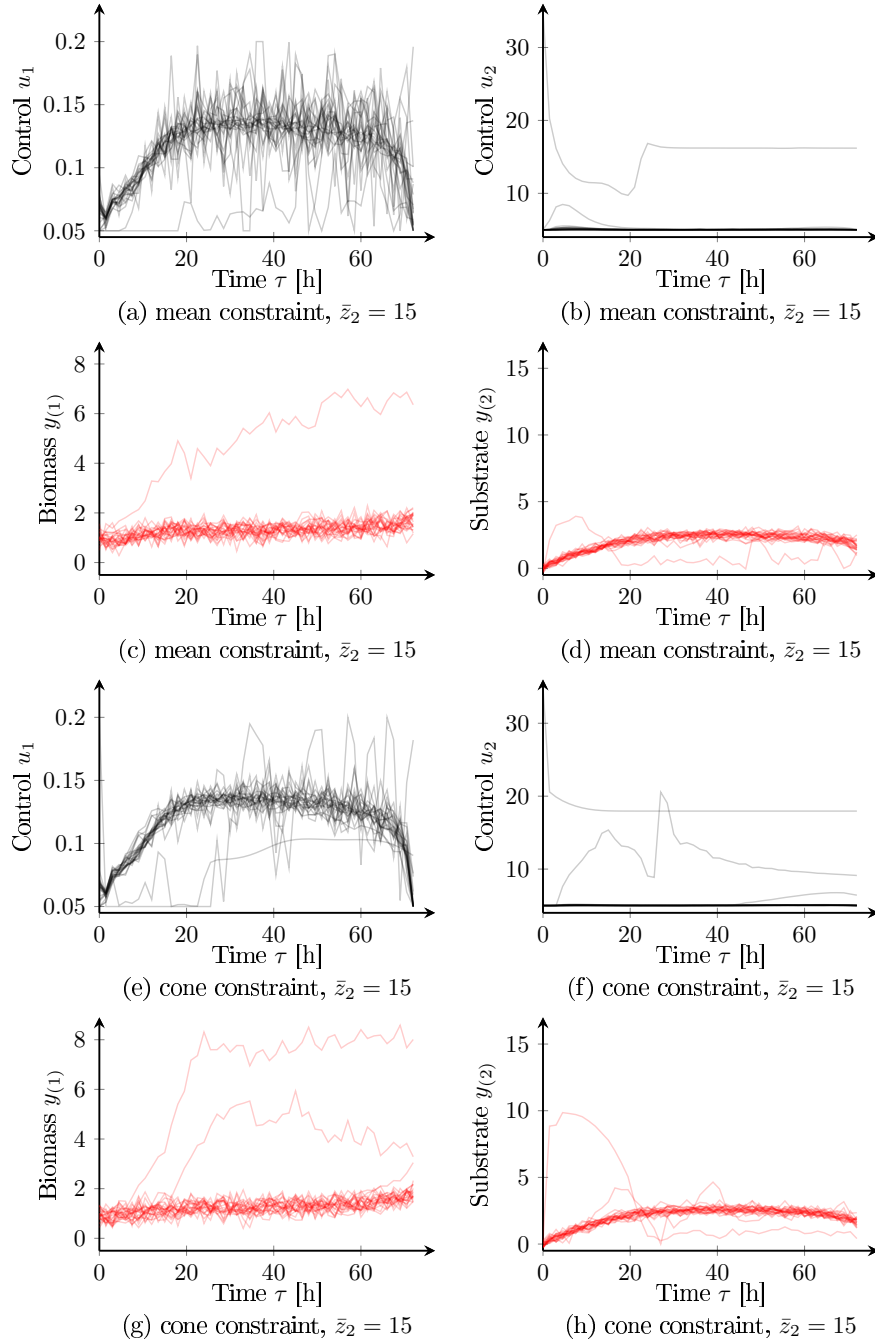 Control u₁
0.2
0.15
0.1
0.05
0 20 40 60
Time τ [h]
(a) mean constraint, z̄₂ = 15
Control u₂
30
20
10
0 20 40 60
Time τ [h]
(b) mean constraint, z̄₂ = 15
Biomass y₍₁₎
8
6
4
2
0
0 20 40 60
Time τ [h]
(c) mean constraint, z̄₂ = 15
Substrate y₍₂₎
15
10
5
0
0 20 40 60
Time τ [h]
(d) mean constraint, z̄₂ = 15
Control u₁
0.2
0.15
0.1
0.05
0 20 40 60
Time τ [h]
(e) cone constraint, z̄₂ = 15
Control u₂
30
20
10
0 20 40 60
Time τ [h]
(f) cone constraint, z̄₂ = 15
Biomass y₍₁₎
8
6
4
2
0
0 20 40 60
Time τ [h]
(g) cone constraint, z̄₂ = 15
Substrate y₍₂₎
15
10
5
0
0 20 40 60
Time τ [h]
(h) cone constraint, z̄₂ = 15